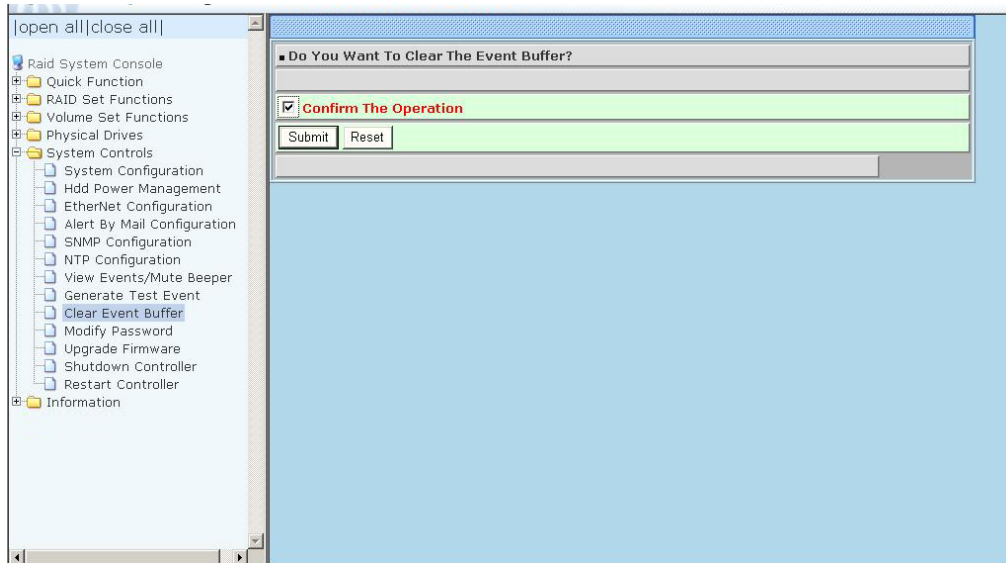 |open all|close all|
Raid System Console
Quick Function
RAID Set Functions
Volume Set Functions
Physical Drives
System Controls
System Configuration
Hdd Power Management
EtherNet Configuration
Alert By Mail Configuration
SNMP Configuration
NTP Configuration
View Events/Mute Beeper
Generate Test Event
Clear Event Buffer
Modify Password
Upgrade Firmware
Shutdown Controller
Restart Controller
Information
Do You Want To Clear The Event Buffer?
Confirm The Operation
Submit Reset